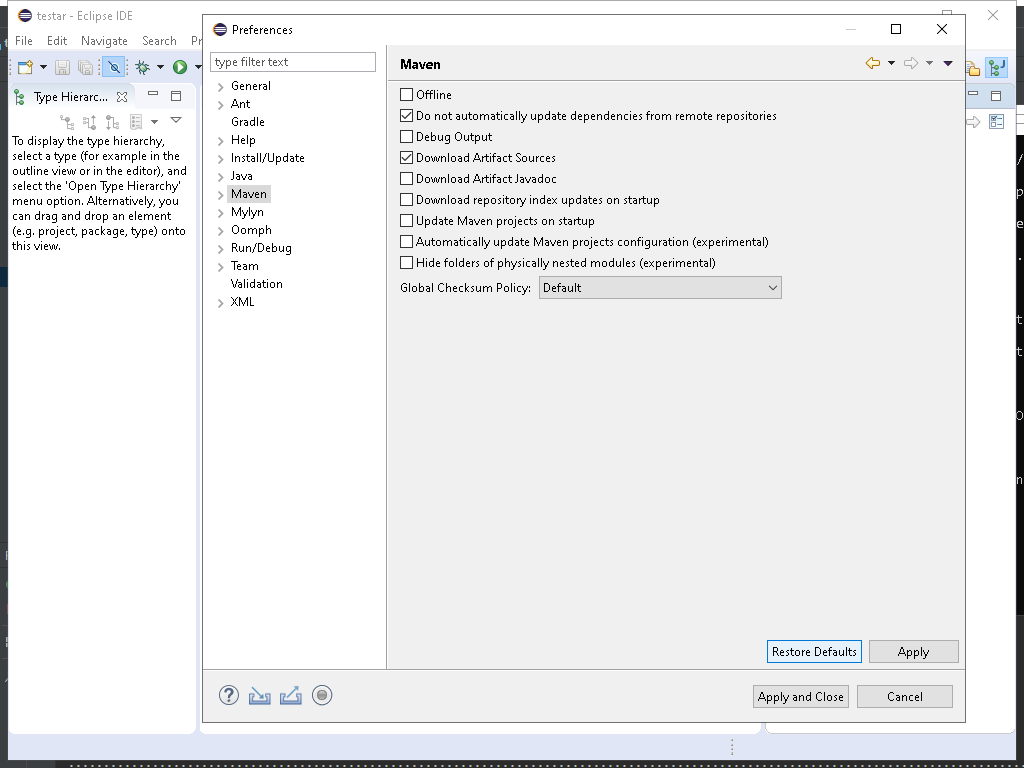 testar - Eclipse IDE
File Edit Navigate Search Pr
Type Hierarc...
To display the type hierarchy,
select a type (for example in the
outline view or in the editor), and
select the 'Open Type Hierarchy'
menu option. Alternatively, you
can drag and drop an element
(e.g. project, package, type) onto
this view.
Preferences
type filter text
General
Ant
Gradle
Help
Install/Update
Java
Maven
Mylyn
Oomph
Run/Debug
Team
Validation
XML
Maven
Offline
Do not automatically update dependencies from remote repositories
Debug Output
Download Artifact Sources
Download Artifact Javadoc
Download repository index updates on startup
Update Maven projects on startup
Automatically update Maven projects configuration (experimental)
Hide folders of physically nested modules (experimental)
Global Checksum Policy: Default
Restore Defaults Apply
Apply and Close Cancel